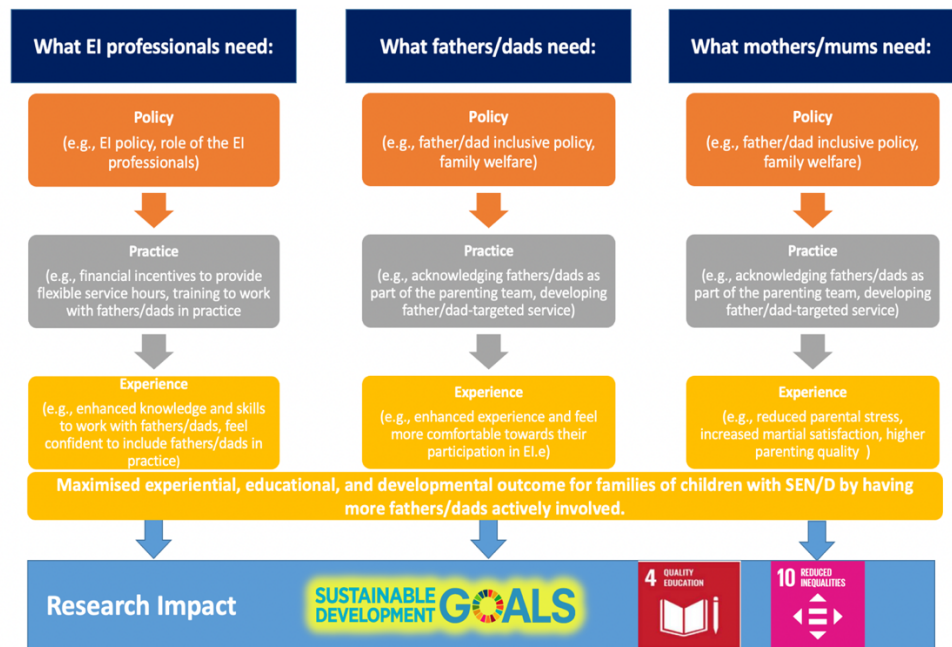 What EI professionals need:
Policy
(e.g., EI policy, role of the EI
professionals)
Practice
(e.g., financial incentives to provide
flexible service hours, training to work
with fathers/dads in practice
Experience
(e.g., enhanced knowledge and skills
to work with fathers/dads, feel
confident to include fathers/dads in
practice)
What fathers/dads need:
Policy
(e.g., father/dad inclusive policy,
family welfare)
Practice
(e.g., acknowledging fathers/dads as
part of the parenting team, developing
father/dad-targeted service)
Experience
(e.g., enhanced experience and feel
more comfortable towards their
participation in EI.e)
What mothers/mums need:
Policy
(e.g., father/dad inclusive policy,
family welfare)
Practice
(e.g., acknowledging fathers/dads as
part of the parenting team, developing
father/dad-targeted service)
Experience
(e.g., reduced parental stress,
increased martial satisfaction, higher
parenting quality )
Maximised experiential, educational, and developmental outcome for families of children with SEN/D by having
more fathers/dads actively involved.
Research Impact
SUSTAINABLE
DEVELOPMENT
GOALS
4 QUALITY
EDUCATION
10 REDUCED
INEQUALITIES